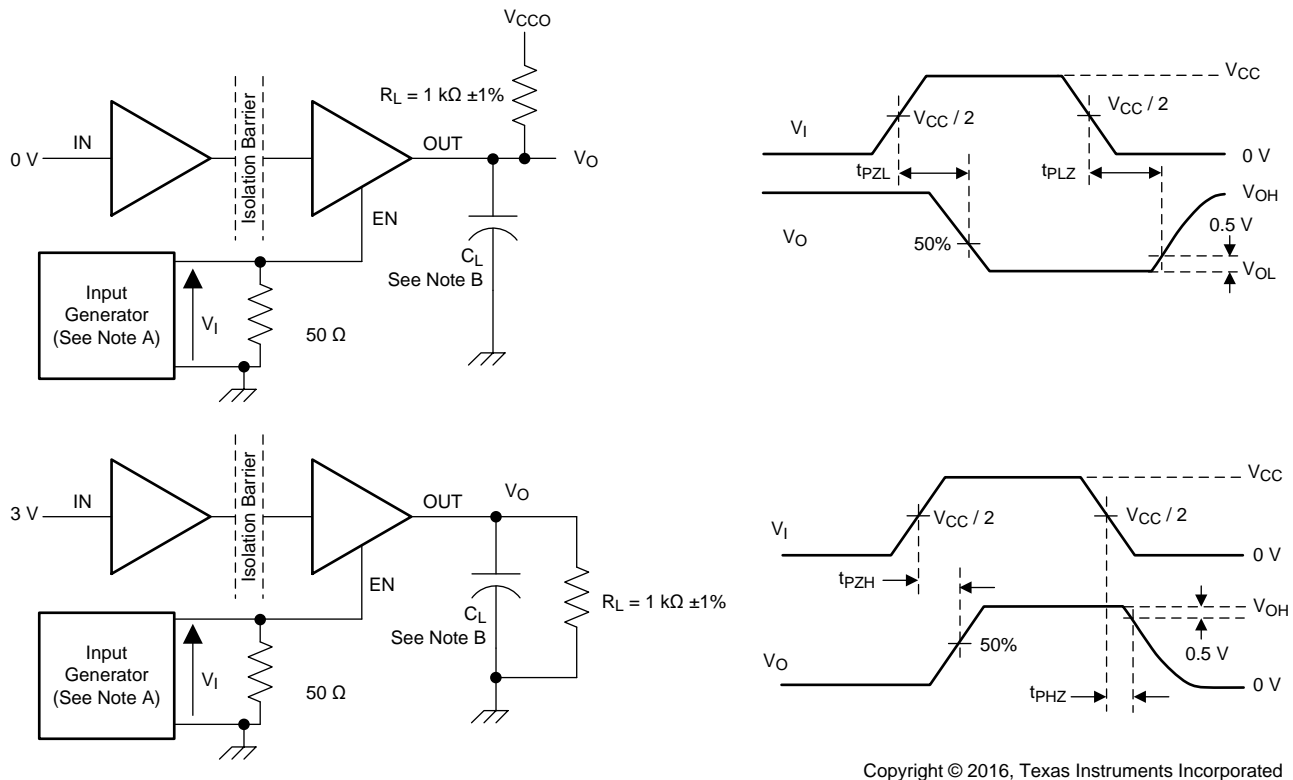 VCCO
RL = 1 kΩ ±1%
0 V
IN
Isolation Barrier
OUT
VO
EN
CL
See Note B
Input
Generator
(See Note A)
VI
50 Ω
VCC
VCC / 2
VCC / 2
VI
0 V
tPZL
tPLZ
VOH
0.5 V
VO
50%
VOL
3 V
IN
Isolation Barrier
OUT
VO
EN
CL
See Note B
RL = 1 kΩ ±1%
Input
Generator
(See Note A)
VI
50 Ω
VCC
VCC / 2
VCC / 2
VI
0 V
tPZH
VOH
50%
0.5 V
VO
tPHZ
0 V
Copyright © 2016, Texas Instruments Incorporated